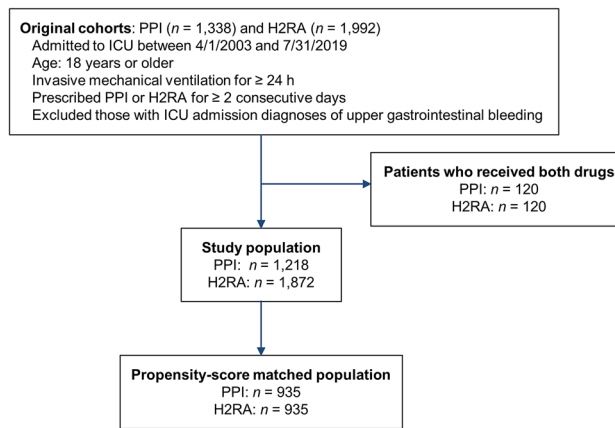 Original cohorts: PPI (n = 1,338) and H2RA (n = 1,992)
Admitted to ICU between 4/1/2003 and 7/31/2019
Age: 18 years or older
Invasive mechanical ventilation for ≥ 24 h
Prescribed PPI or H2RA for ≥ 2 consecutive days
Excluded those with ICU admission diagnoses of upper gastrointestinal bleeding
Patients who received both drugs
PPI: n = 120
H2RA: n = 120
Study population
PPI: n = 1,218
H2RA: n = 1,872
Propensity-score matched population
PPI: n = 935
H2RA: n = 935